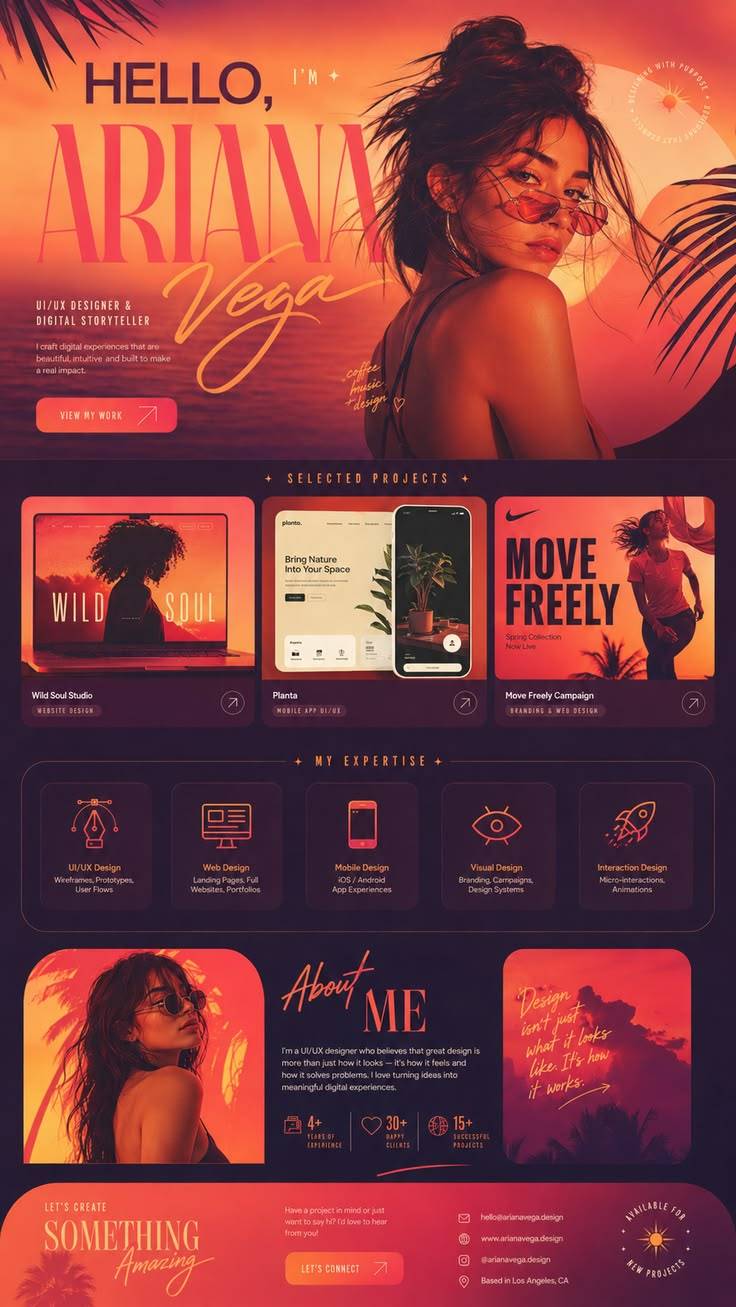 HELLO, I'M
DESIGNING WITH PURPOSE
ARIANA
Vega
UI/UX DESIGNER &
DIGITAL STORYTELLER
I craft digital experiences that are
beautiful, intuitive and built to make
a real impact.
VIEW MY WORK
coffee
music
+ design
SELECTED PROJECTS
WILD SOUL
Wild Soul Studio
WEBSITE DESIGN
planto.
Bring Nature
Into Your Space
Planta
MOBILE APP UI/UX
MOVE
FREELY
Spring Collection
Now Live
Move Freely Campaign
BRANDING & WEB DESIGN
MY EXPERTISE
UI/UX Design
Wireframes, Prototypes,
User Flows
Web Design
Landing Pages, Full
Websites, Portfolios
Mobile Design
iOS / Android
App Experiences
Visual Design
Branding, Campaigns,
Design Systems
Interaction Design
Micro-interactions,
Animations
About
ME
I'm a UI/UX designer who believes that great design is
more than just how it looks — it's how it feels and
how it solves problems. I love turning ideas into
meaningful digital experiences.
4+
YEARS OF
EXPERIENCE
30+
HAPPY
CLIENTS
15+
SUCCESSFUL
PROJECTS
Design
isn't just
what it looks
like. It's how
it works.
LET'S CREATE
SOMETHING
Amazing
Have a project in mind or just
want to say hi? I'd love to hear
from you!
LET'S CONNECT
hello@arianavega.design
www.arianavega.design
@arianavega.design
Based in Los Angeles, CA
AVAILABLE FOR
NEW PROJECTS